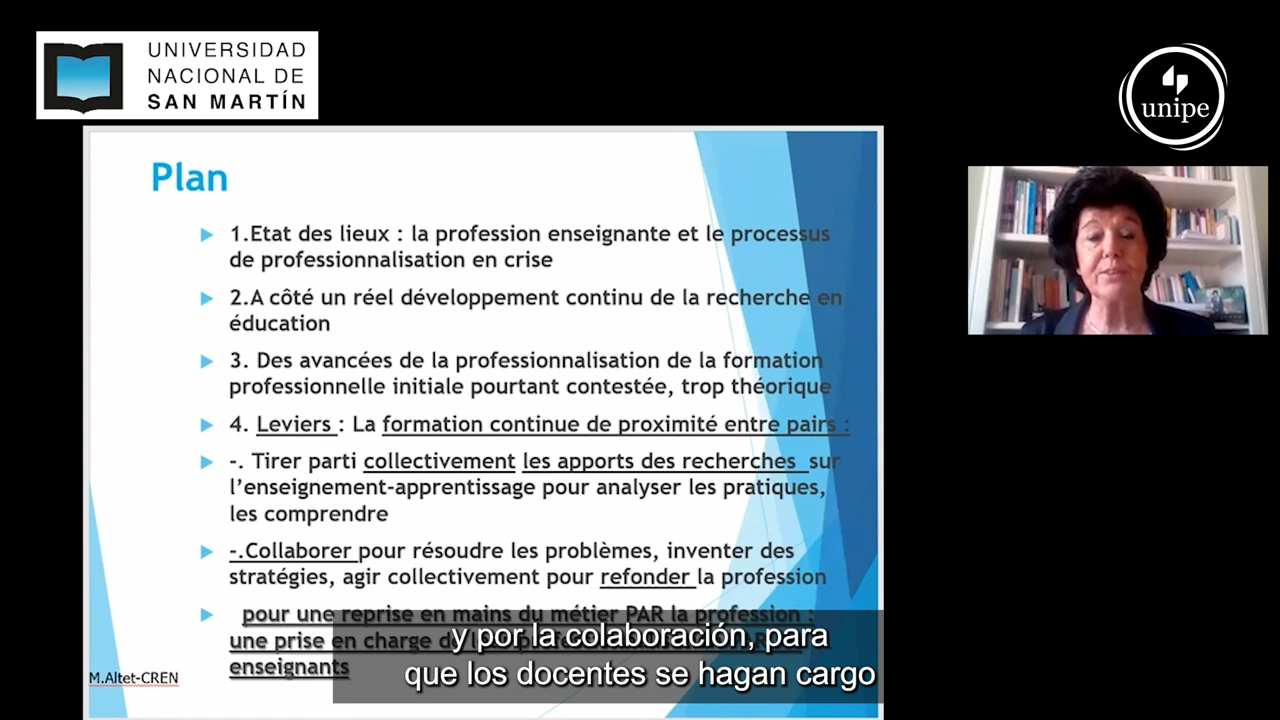 UNIVERSIDAD
NACIONAL DE
SAN MARTÍN
unipe
Plan
1.Etat des lieux : la profession enseignante et le processus
de professionnalisation en crise
2.A côté un réel développement continu de la recherche en
éducation
3. Des avancées de la professionnalisation de la formation
professionnelle initiale pourtant contestée, trop théorique
4. Leviers : La formation continue de proximité entre pairs :
-. Tirer parti collectivement les apports des recherches sur
l’enseignement-apprentissage pour analyser les pratiques,
les comprendre
-.Collaborer pour résoudre les problèmes, inventer des
stratégies, agir collectivement pour refonder la profession
pour une reprise en mains du métier PAR la profession :
une prise en charge de
enseignants
M.Altet-CREN
y por la colaboración, para
que los docentes se hagan cargo